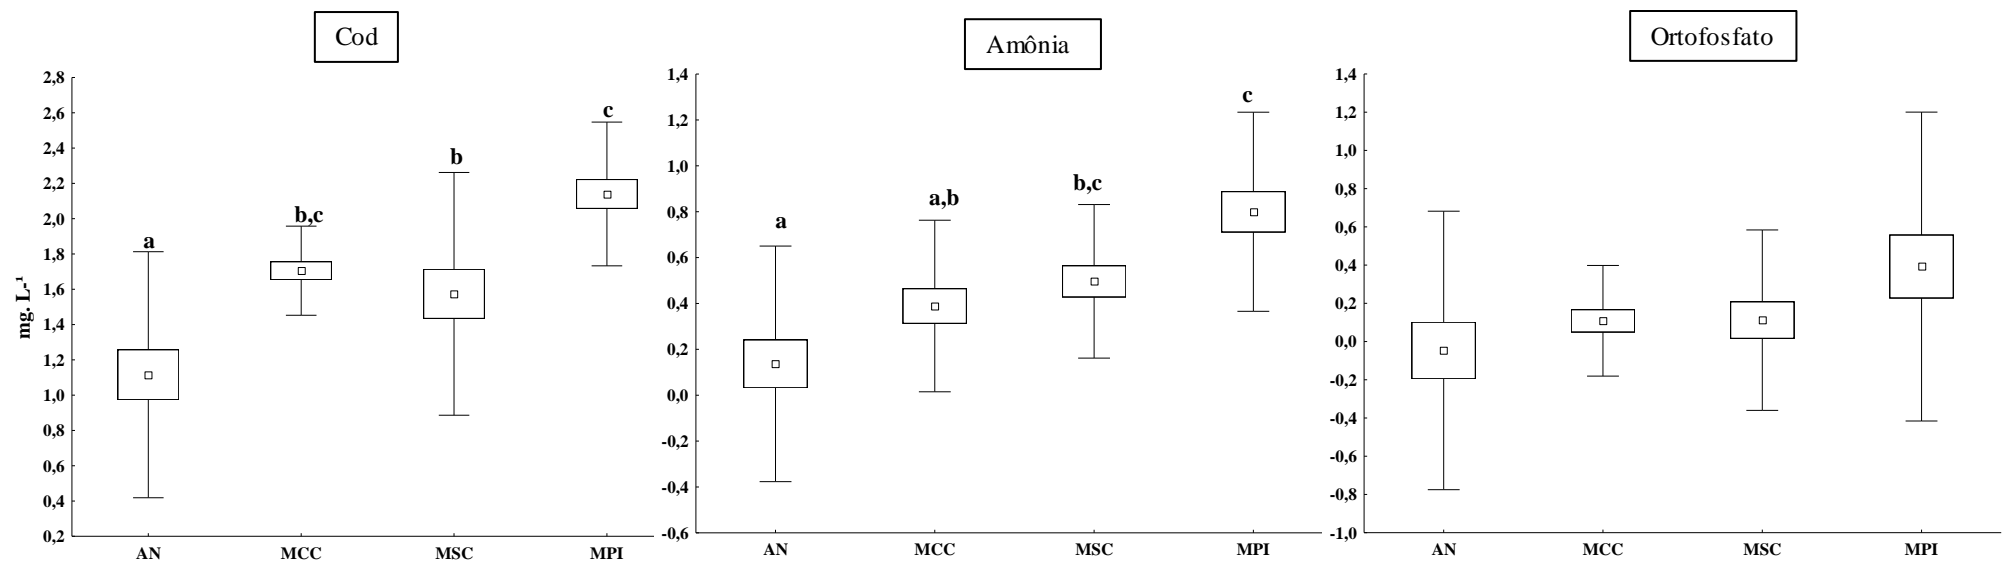 Cod
Amônia
Ortofosfato
mg. L-¹
2,8
2,6
2,4
2,2
2,0
1,8
1,6
1,4
1,2
1,0
0,8
0,6
0,4
0,2
a
b,c
b
c
AN MCC MSC MPI
1,4
1,2
1,0
0,8
0,6
0,4
0,2
0,0
-0,2
-0,4
-0,6
a
a,b
b,c
c
AN MCC MSC MPI
1,4
1,2
1,0
0,8
0,6
0,4
0,2
0,0
-0,2
-0,4
-0,6
-0,8
-1,0
AN MCC MSC MPI